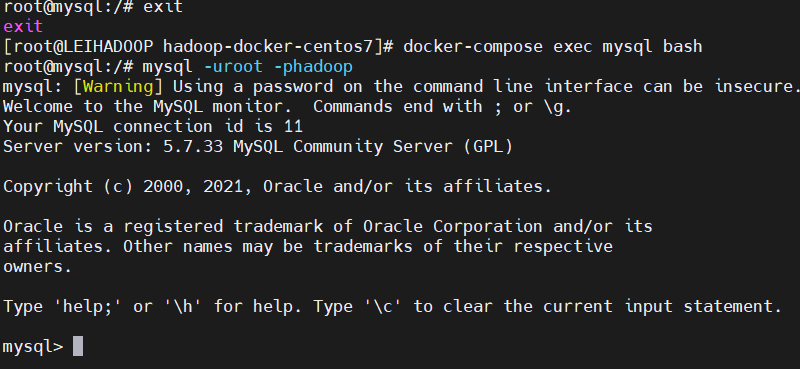 root@mysql:/# exit
exit
[root@LEIHADOOP hadoop-docker-centos7]# docker-compose exec mysql bash
root@mysql:/# mysql -uroot -phadoop
mysql: [Warning] Using a password on the command line interface can be insecure.
Welcome to the MySQL monitor.  Commands end with ; or \g.
Your MySQL connection id is 11
Server version: 5.7.33 MySQL Community Server (GPL)
Copyright (c) 2000, 2021, Oracle and/or its affiliates.
Oracle is a registered trademark of Oracle Corporation and/or its
affiliates. Other names may be trademarks of their respective
owners.
Type 'help;' or '\h' for help. Type '\c' to clear the current input statement.
mysql>